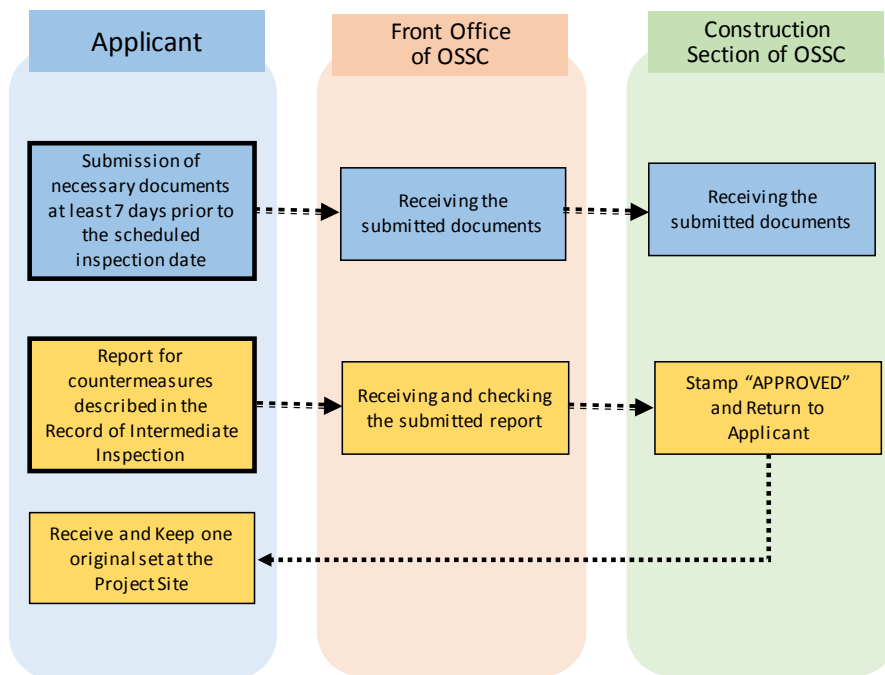 Applicant
Front Office
of OSSC
Construction
Section of OSSC
Submission of
necessary documents
at least 7 days prior to
the scheduled
inspection date
Receiving the
submitted documents
Receiving the
submitted documents
Report for
countermeasures
described in the
Record of Intermediate
Inspection
Receiving and checking
the submitted report
Stamp “APPROVED”
and Return to
Applicant
Receive and Keep one
original set at the
Project Site